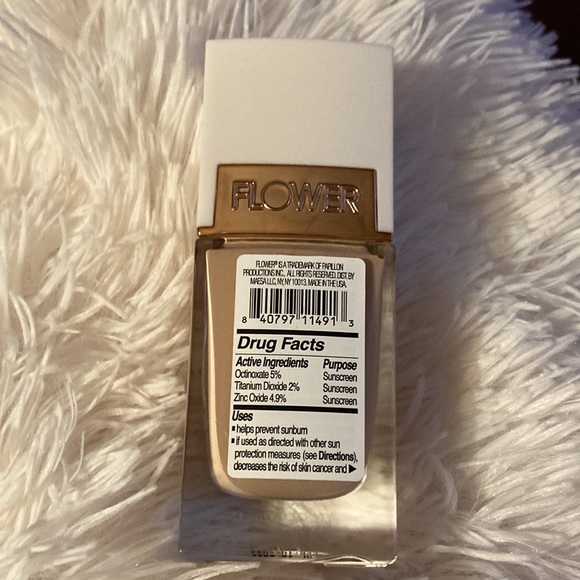 FLOWER
FLOWER® IS A TRADEMARK OF PAPILLON
PRODUCTIONS INC., ALL RIGHTS RESERVED. DIST. BY
MAESA LLC, NY, NY 10013. MADE IN THE USA.
8 40797 11491 3
Drug Facts
Active Ingredients Purpose
Octinoxate 5% Sunscreen
Titanium Dioxide 2% Sunscreen
Zinc Oxide 4.9% Sunscreen
Uses
▪ helps prevent sunburn
▪ if used as directed with other sun
protection measures (see Directions),
decreases the risk of skin cancer and ▶